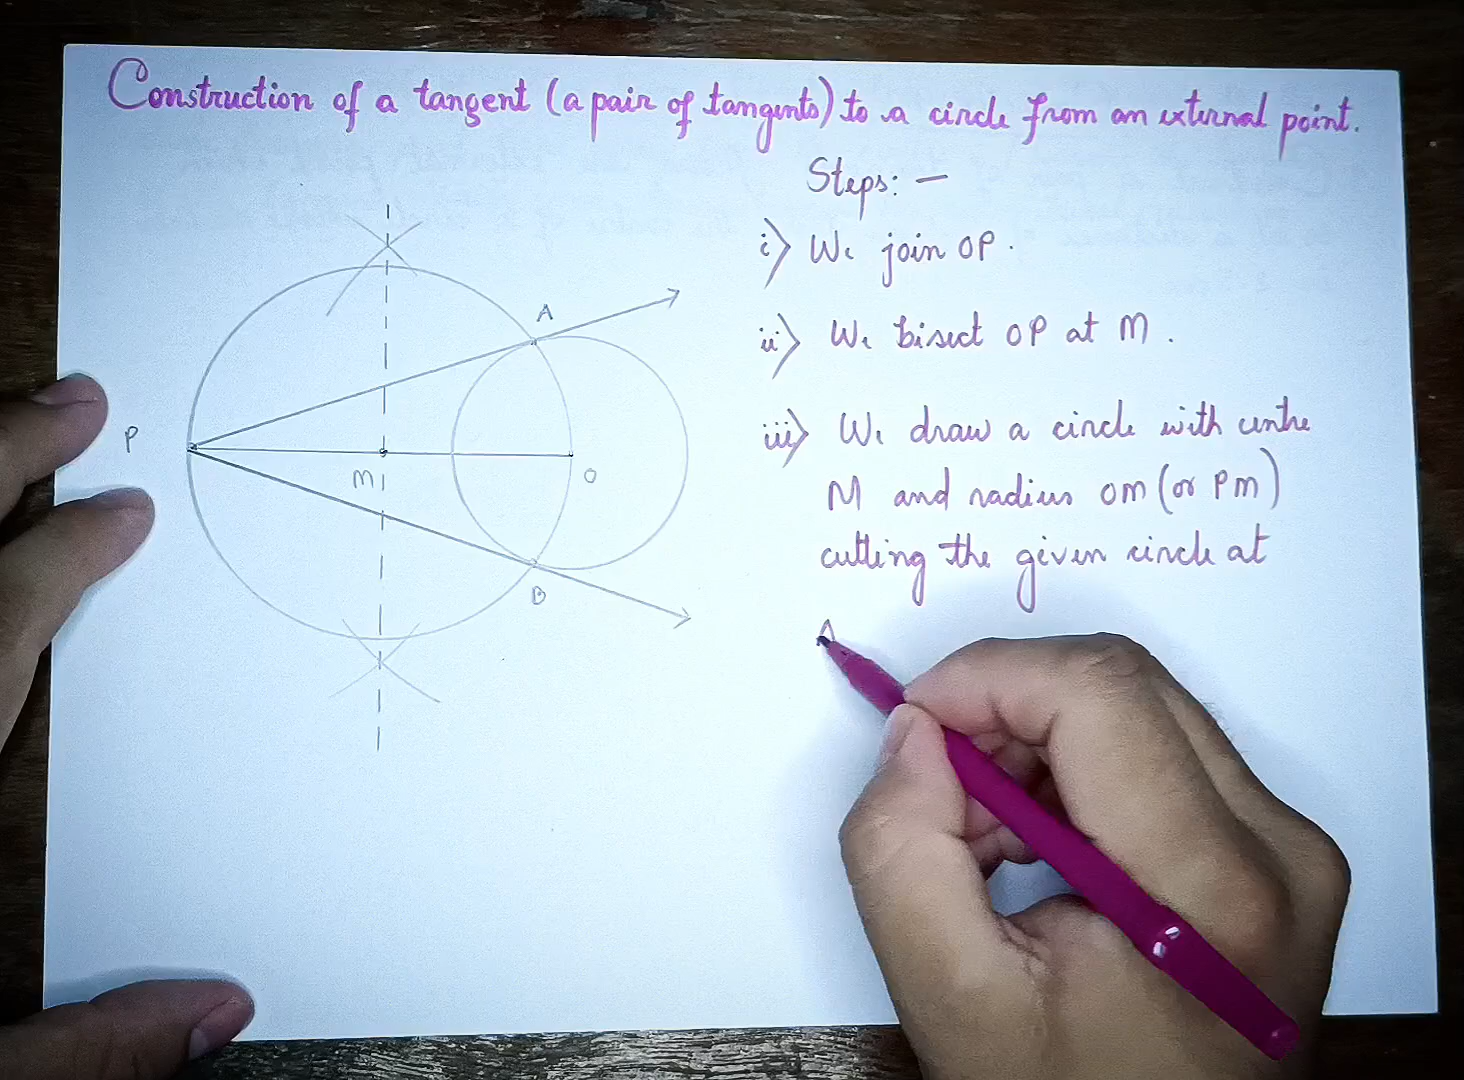 Construction of a tangent (a pair of tangents) to a circle from an external point.
Steps: —
i) We join OP.
ii) We bisect OP at M.
iii) We draw a circle with centre
M and radius OM (or PM)
cutting the given circle at
A
A
P
M
O
B